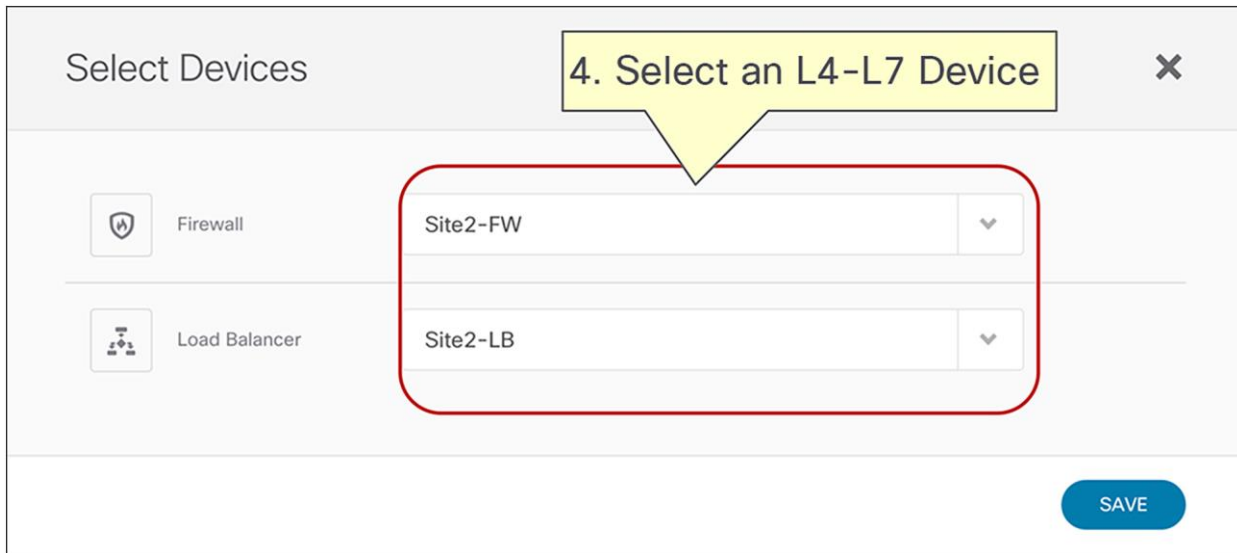 Select Devices
4. Select an L4-L7 Device
Firewall
Site2-FW
Load Balancer
Site2-LB
SAVE